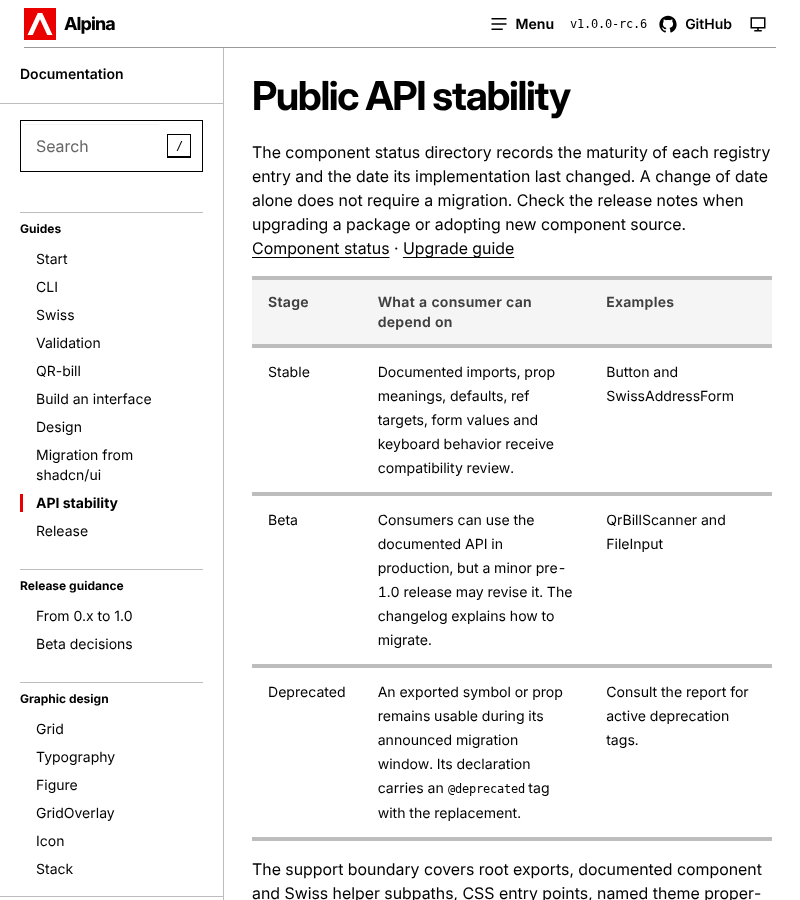 Alpina
Menu
v1.0.0-rc.6
GitHub
Documentation
Search
/
Guides
Start
CLI
Swiss
Validation
QR-bill
Build an interface
Design
Migration from
shadcn/ui
API stability
Release
Release guidance
From 0.x to 1.0
Beta decisions
Graphic design
Grid
Typography
Figure
GridOverlay
Icon
Stack
Public API stability
The component status directory records the maturity of each registry
entry and the date its implementation last changed. A change of date
alone does not require a migration. Check the release notes when
upgrading a package or adopting new component source.
Component status · Upgrade guide
Stage
What a consumer can
depend on
Examples
Stable
Documented imports, prop
meanings, defaults, ref
targets, form values and
keyboard behavior receive
compatibility review.
Button and
SwissAddressForm
Beta
Consumers can use the
documented API in
production, but a minor pre-
1.0 release may revise it. The
changelog explains how to
migrate.
QrBillScanner and
FileInput
Deprecated
An exported symbol or prop
remains usable during its
announced migration
window. Its declaration
carries an @deprecated tag
with the replacement.
Consult the report for
active deprecation
tags.
The support boundary covers root exports, documented component
and Swiss helper subpaths, CSS entry points, named theme proper-